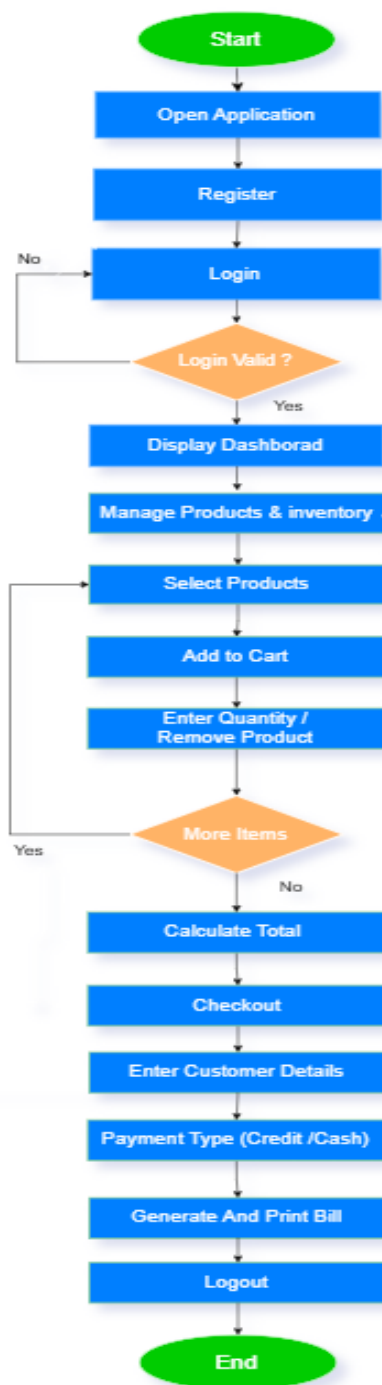 Start
Open Application
Register
No
Login
Login Valid ?
Yes
Display Dashborad
Manage Products & inventory
Select Products
Add to Cart
Enter Quantity /
Remove Product
More Items
Yes
No
Calculate Total
Checkout
Enter Customer Details
Payment Type (Credit /Cash)
Generate And Print Bill
Logout
End